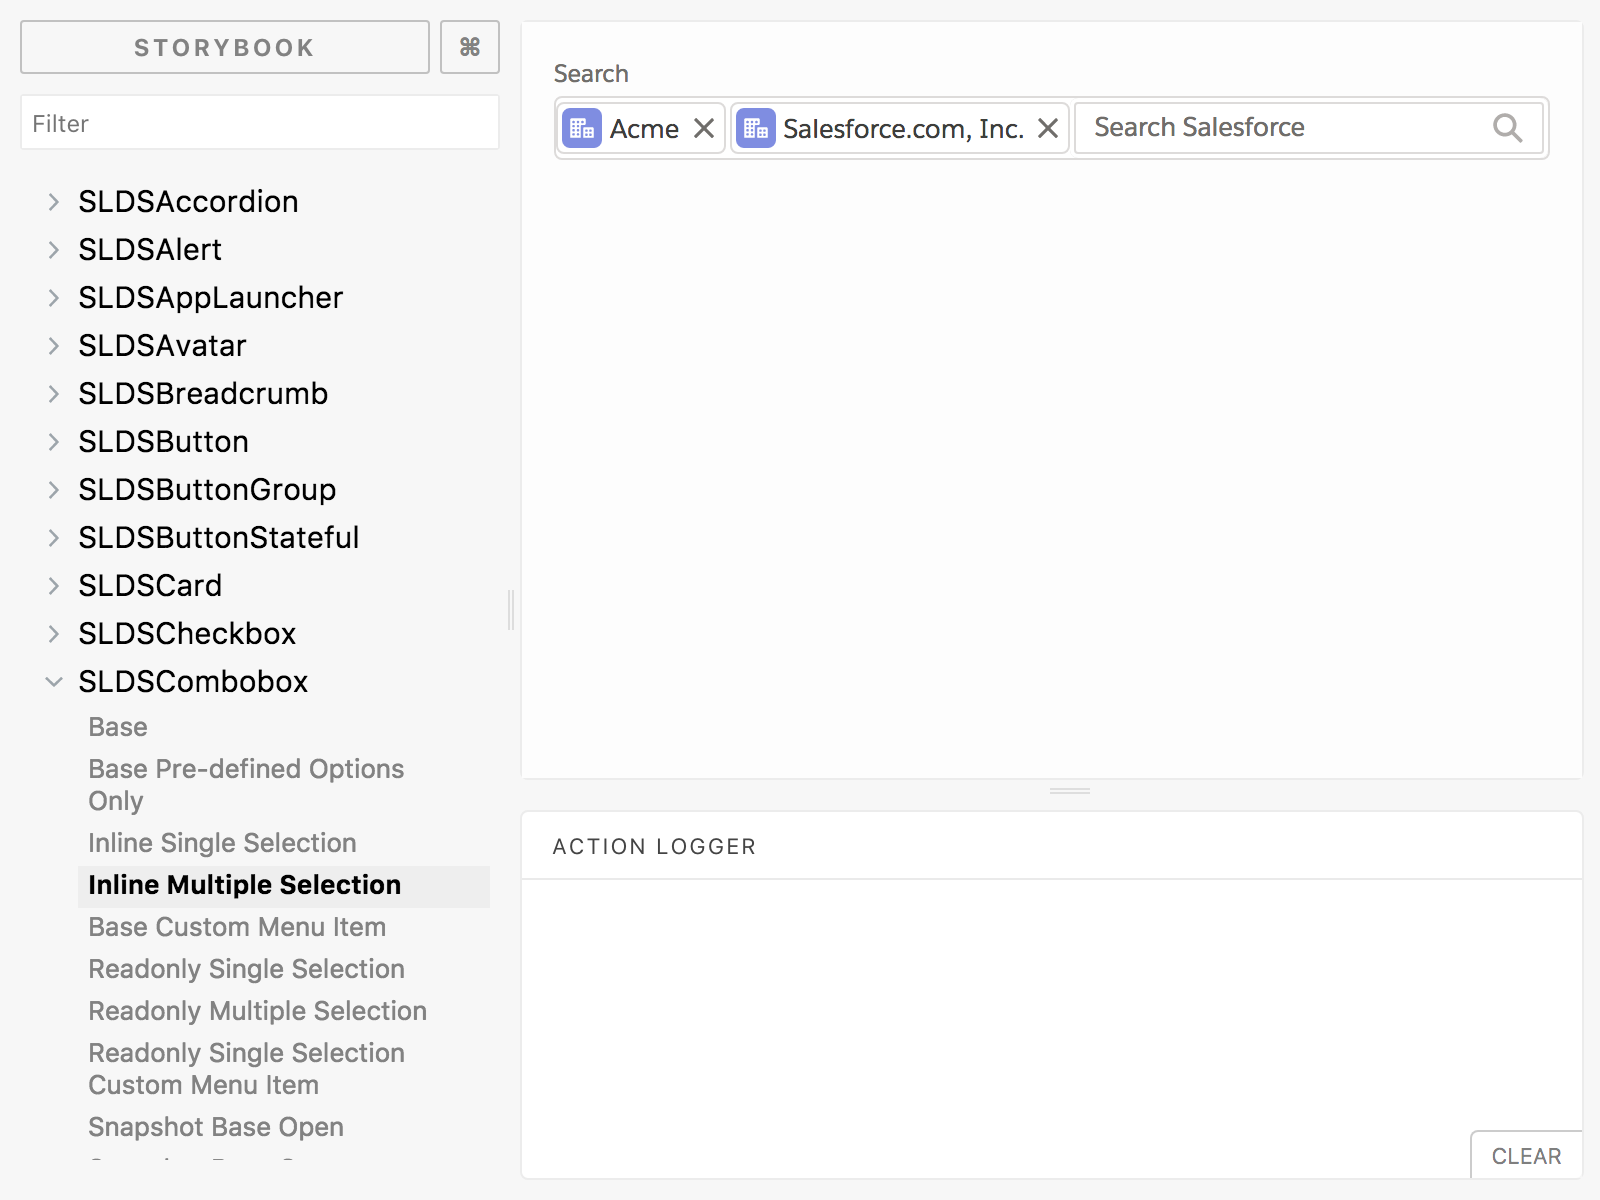 STORYBOOK
⌘
Filter
SLDSAccordion
SLDSAlert
SLDSAppLauncher
SLDSAvatar
SLDSBreadcrumb
SLDSButton
SLDSButtonGroup
SLDSButtonStateful
SLDSCard
SLDSCheckbox
SLDSCombobox
Base
Base Pre-defined Options
Only
Inline Single Selection
Inline Multiple Selection
Base Custom Menu Item
Readonly Single Selection
Readonly Multiple Selection
Readonly Single Selection
Custom Menu Item
Snapshot Base Open
Search
Acme
Salesforce.com, Inc.
Search Salesforce
ACTION LOGGER
CLEAR